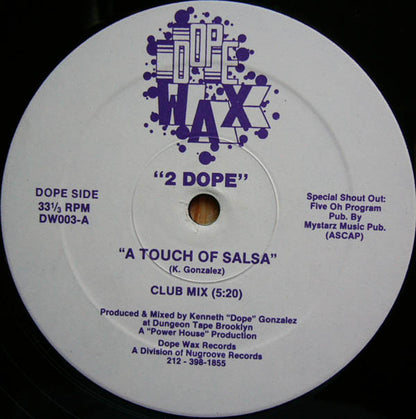 DOPE
WAX
"2 DOPE"
DOPE SIDE
33 1/3 RPM
DW003-A
Special Shout Out:
Five Oh Program
Pub. By
Mystarz Music Pub.
(ASCAP)
"A TOUCH OF SALSA"
(K. Gonzalez)
CLUB MIX (5:20)
Produced & Mixed by Kenneth "Dope" Gonzalez
at Dungeon Tape Brooklyn
A "Power House" Production
Dope Wax Records
A Division of Nugroove Records
212 - 398-1855